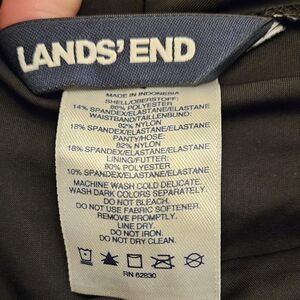 LANDS' END
MADE IN INDONESIA
SHELL/OBERSTOFF:
86% POLYESTER
14% SPANDEX/ELASTANE/ELASTANE
WAISTBAND/TAILLENBUND:
82% NYLON
18% SPANDEX/ELASTANE/ELASTANE
PANTY/HOSE:
82% NYLON
18% SPANDEX/ELASTANE/ELASTANE
LINING/FUTTER:
90% POLYESTER
10% SPANDEX/ELASTANE/ELASTANE
MACHINE WASH COLD DELICATE.
WASH DARK COLORS SEPARATELY.
DO NOT BLEACH.
DO NOT USE FABRIC SOFTENER.
REMOVE PROMPTLY.
LINE DRY.
DO NOT IRON.
DO NOT DRY CLEAN.
RN 62830